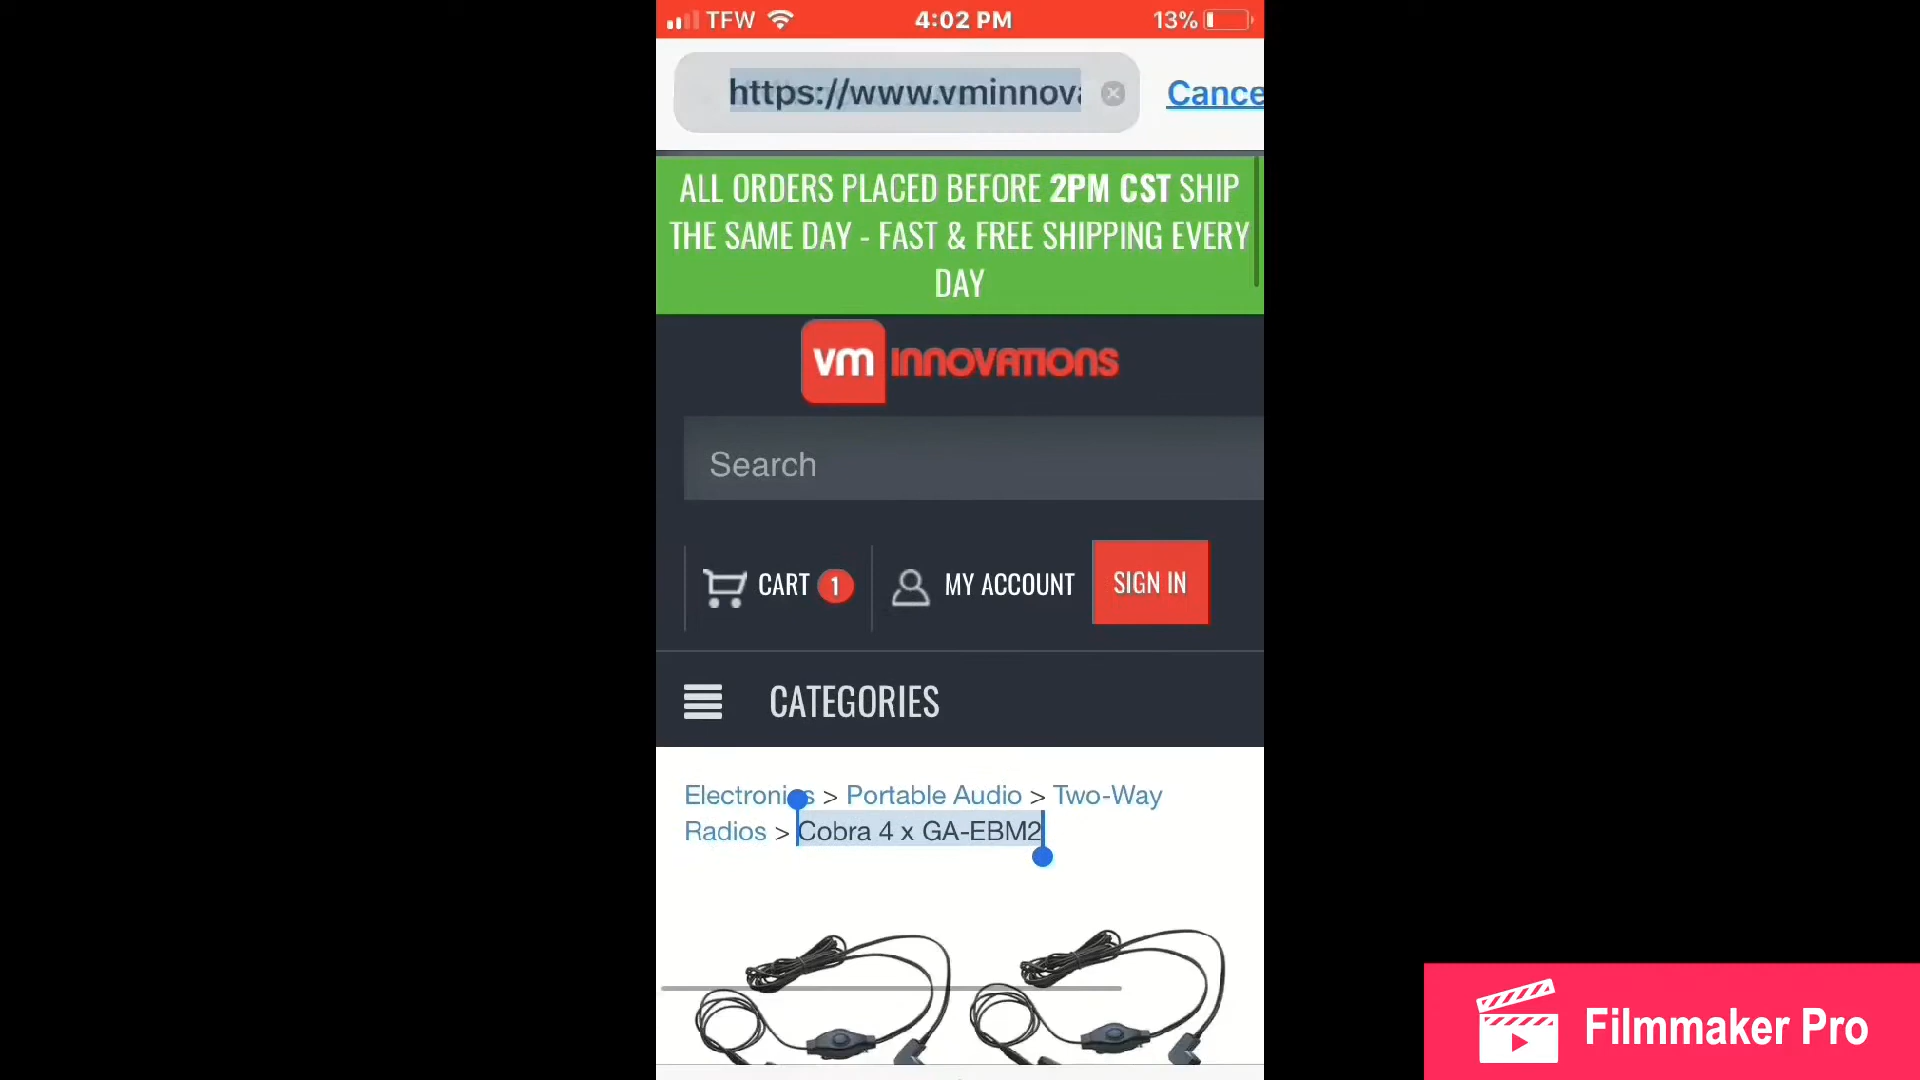 TFW 4:02 PM 13%
https://www.vminnova
Cance
ALL ORDERS PLACED BEFORE 2PM CST SHIP
THE SAME DAY - FAST & FREE SHIPPING EVERY
DAY
vm INNOVATIONS
Search
CART 1 MY ACCOUNT SIGN IN
CATEGORIES
Electronics > Portable Audio > Two-Way
Radios > Cobra 4 x GA-EBM2
Filmmaker Pro